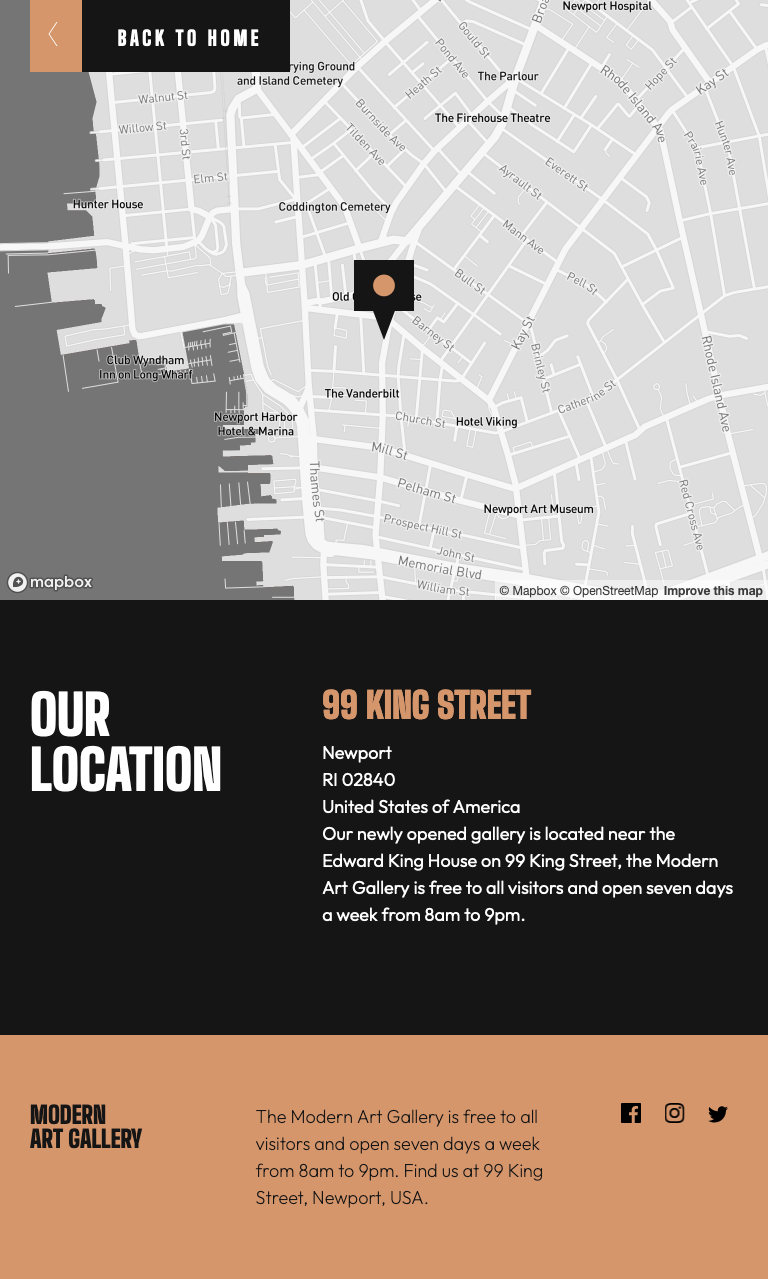 BACK TO HOME
Newport Hospital
Gould St
Pond Ave
and Island Cemetery
The Parlour
Heath St
Hope St
Kay St
Rhode Island Ave
Walnut St
Burnside Ave
The Firehouse Theatre
Willow St
3rd St
Tilden Ave
Hunter Ave
Prairie Ave
Elm St
Ayrault St
Everett St
Hunter House
Coddington Cemetery
Mann Ave
Bull St
Pell St
Old
Barney St
Kay St
Club Wyndham
Inn on Long Wharf
Brinley St
Rhode Island Ave
The Vanderbilt
Catherine St
Newport Harbor
Hotel & Marina
Church St
Hotel Viking
Mill St
Thames St
Pelham St
Newport Art Museum
Red Cross Ave
Prospect Hill St
John St
Memorial Blvd
William St
mapbox
© Mapbox © OpenStreetMap Improve this map
OUR
LOCATION
99 KING STREET
Newport
RI 02840
United States of America
Our newly opened gallery is located near the
Edward King House on 99 King Street, the Modern
Art Gallery is free to all visitors and open seven days
a week from 8am to 9pm.
MODERN
ART GALLERY
The Modern Art Gallery is free to all
visitors and open seven days a week
from 8am to 9pm. Find us at 99 King
Street, Newport, USA.